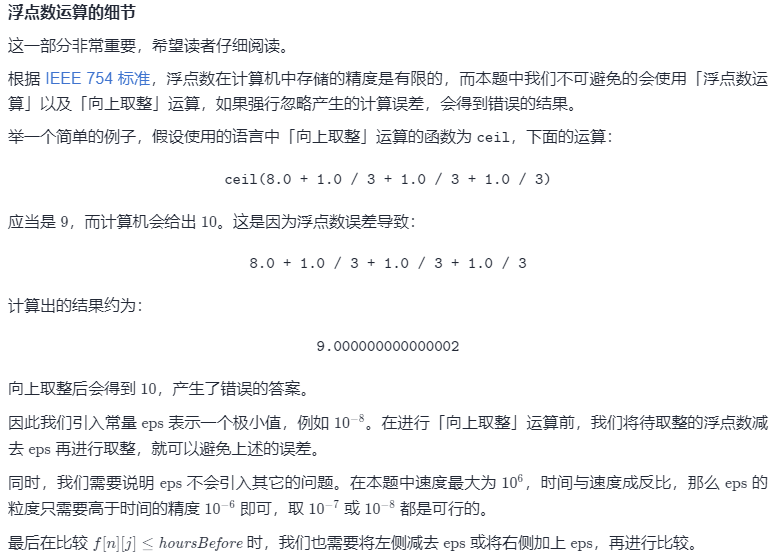 浮点数运算的细节
这一部分非常重要，希望读者仔细阅读。
根据 IEEE 754 标准，浮点数在计算机中存储的精度是有限的，而本题中我们不可避免的会使用「浮点数运
算」以及「向上取整」运算，如果强行忽略产生的计算误差，会得到错误的结果。
举一个简单的例子，假设使用的语言中「向上取整」运算的函数为 ceil，下面的运算：
ceil(8.0 + 1.0 / 3 + 1.0 / 3 + 1.0 / 3)
应当是 9，而计算机会给出 10。这是因为浮点数误差导致：
8.0 + 1.0 / 3 + 1.0 / 3 + 1.0 / 3
计算出的结果约为：
9.000000000000002
向上取整后会得到 10，产生了错误的答案。
因此我们引入常量 eps 表示一个极小值，例如 10⁻⁸。在进行「向上取整」运算前，我们将待取整的浮点数减
去 eps 再进行取整，就可以避免上述的误差。
同时，我们需要说明 eps 不会引入其它的问题。在本题中速度最大为 10⁶，时间与速度成反比，那么 eps 的
粒度只需要高于时间的精度 10⁻⁶ 即可，取 10⁻⁷ 或 10⁻⁸ 都是可行的。
最后在比较 f[n][j] ≤ hoursBefore 时，我们也需要将左侧减去 eps 或将右侧加上 eps，再进行比较。